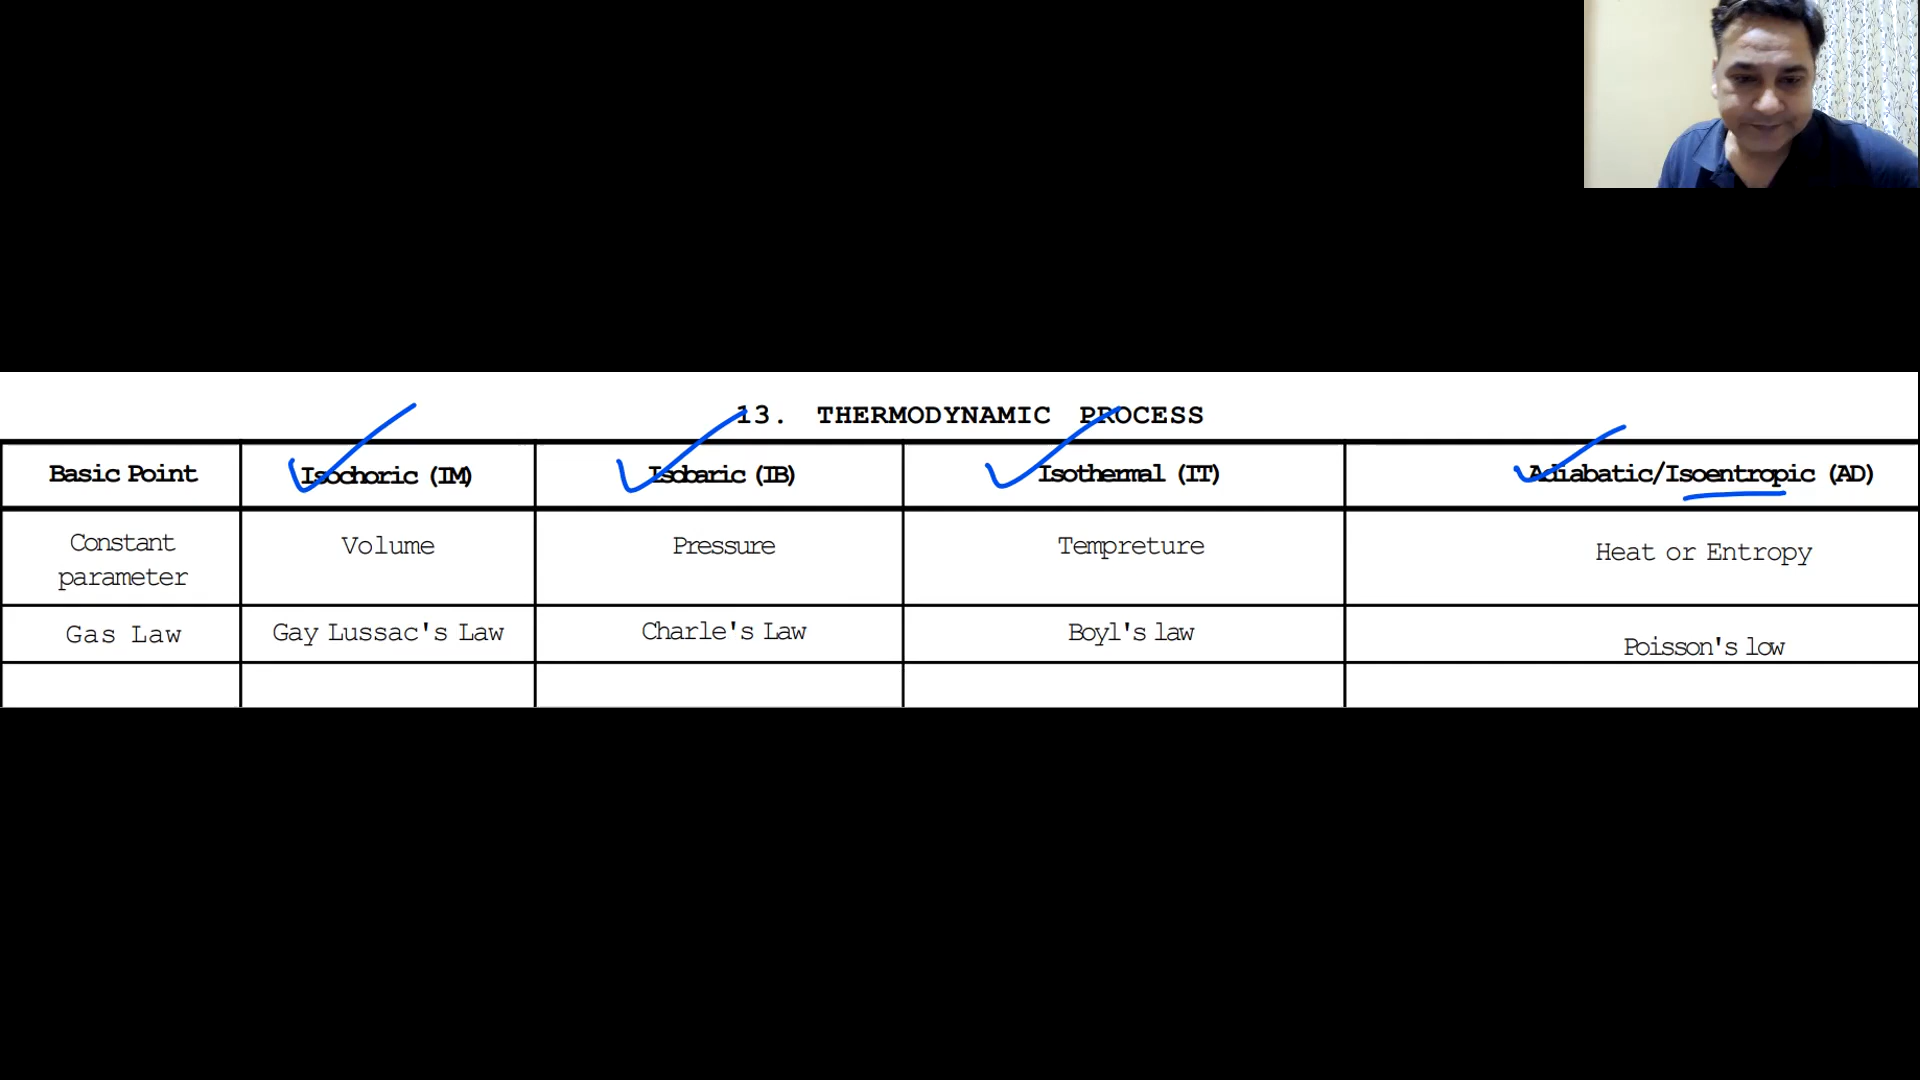 13. THERMODYNAMIC PROCESS
Basic Point Isochoric (IM) Isobaric (IB) Isothermal (IT) Adiabatic/Isoentropic (AD)
Constant parameter Volume Pressure Tempreture Heat or Entropy
Gas Law Gay Lussac's Law Charle's Law Boyl's law Poisson's low